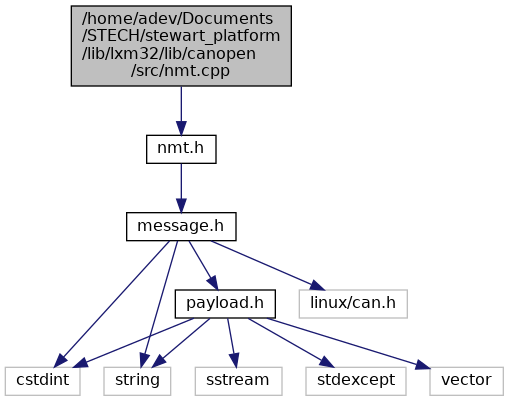 /home/adev/Documents
/STECH/stewart_platform
/lib/lxm32/lib/canopen
/src/nmt.cpp
nmt.h
message.h
payload.h
linux/can.h
cstdint
string
sstream
stdexcept
vector